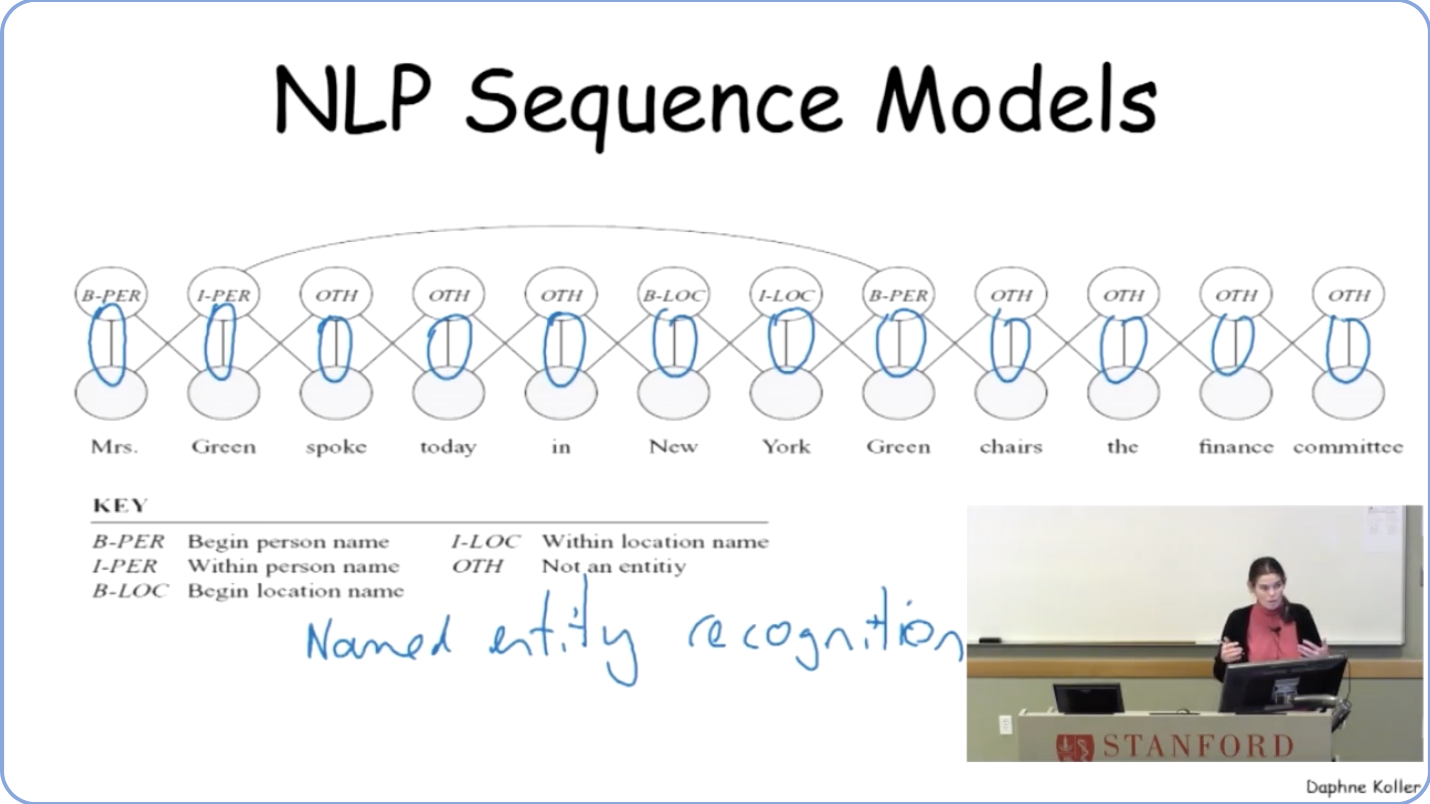 NLP Sequence Models
B-PER I-PER OTH OTH OTH B-LOC I-LOC B-PER OTH OTH OTH OTH
Mrs. Green spoke today in New York Green chairs the finance committee
KEY
B-PER Begin person name I-LOC Within location name
I-PER Within person name OTH Not an entitiy
B-LOC Begin location name
Named entity recognition
STANFORD
Daphne Koller